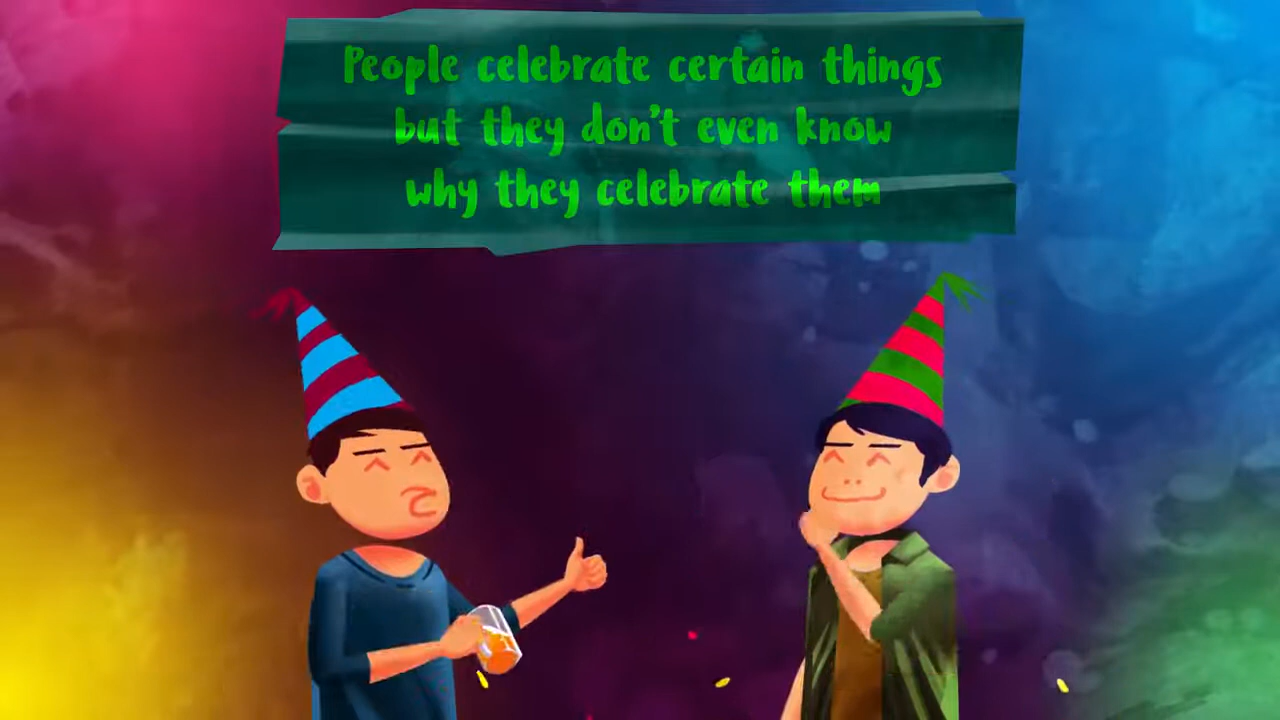 People celebrate certain things
but they don't even know
why they celebrate them